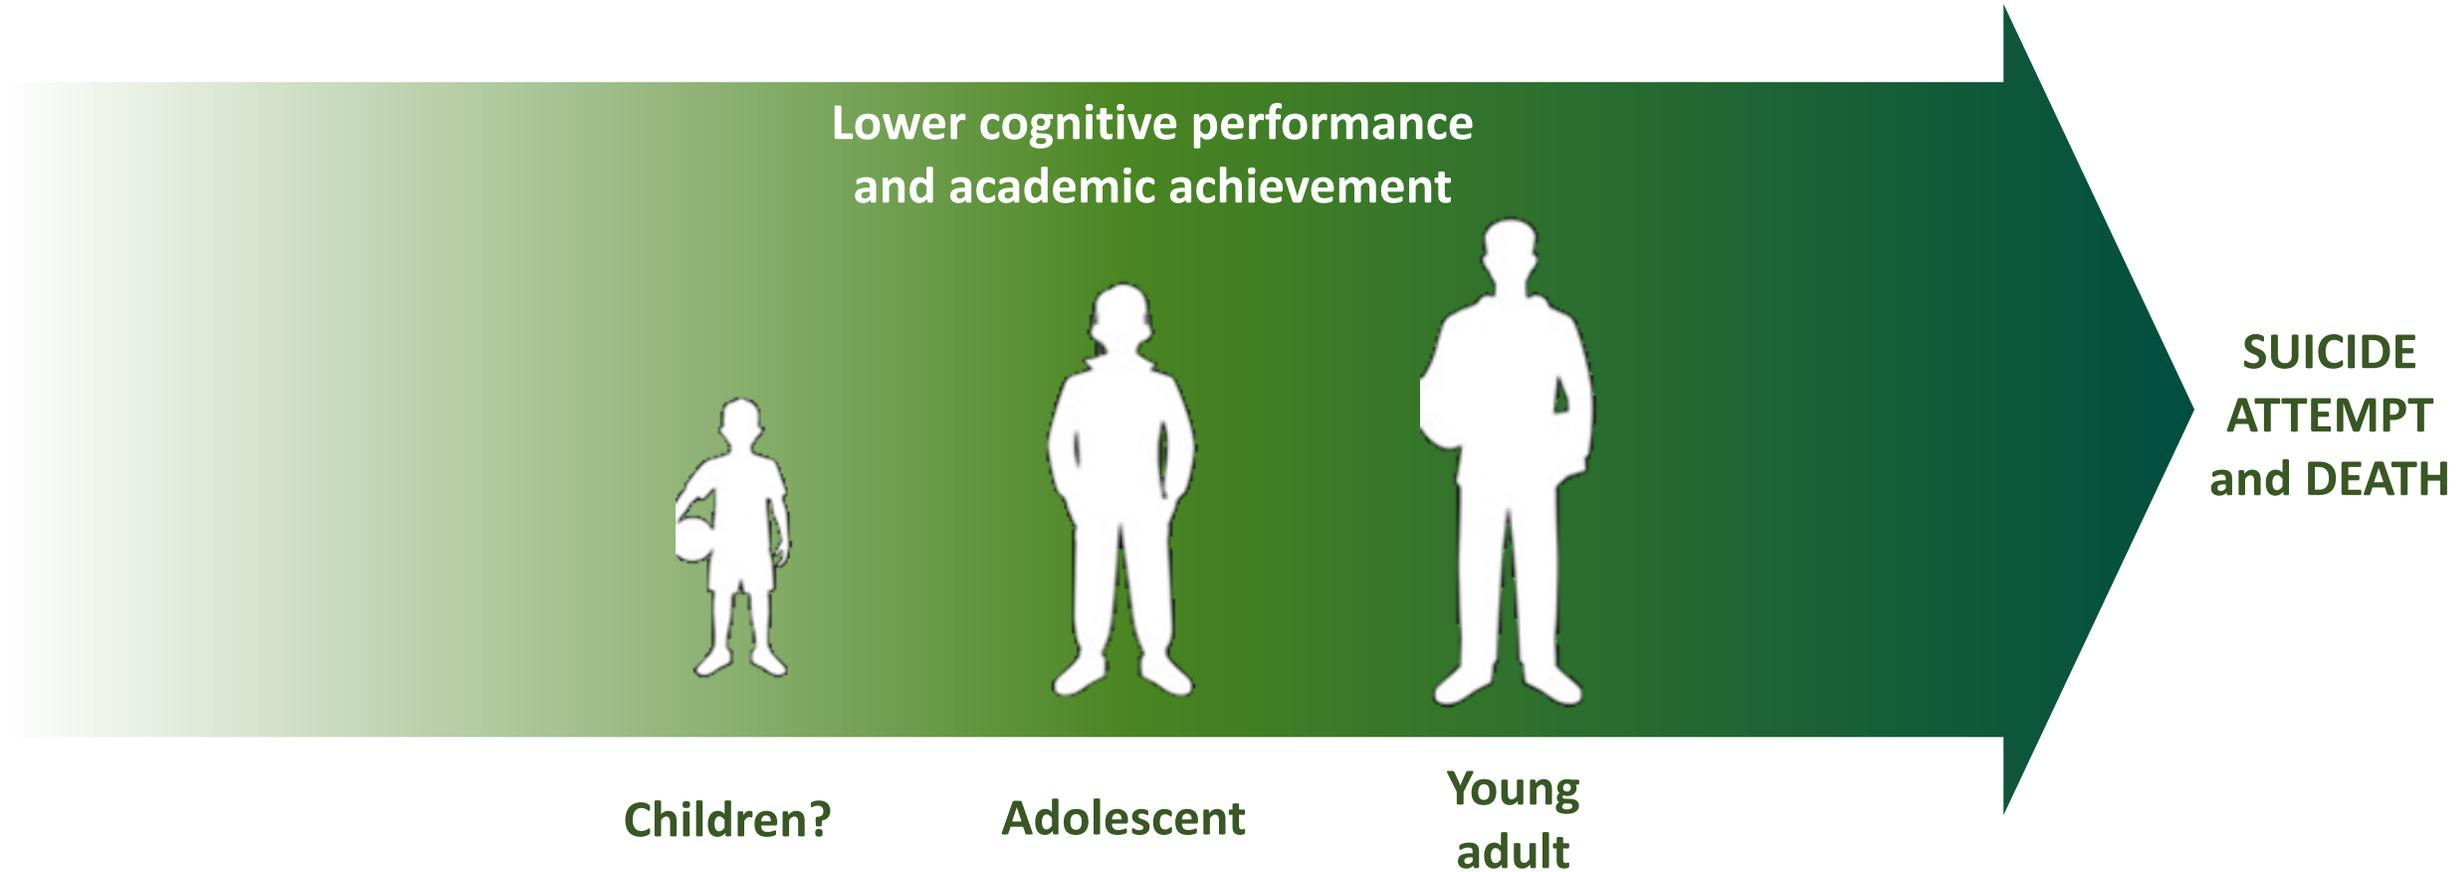 Lower cognitive performance
and academic achievement
SUICIDE
ATTEMPT
and DEATH
Children?
Adolescent
Young
adult